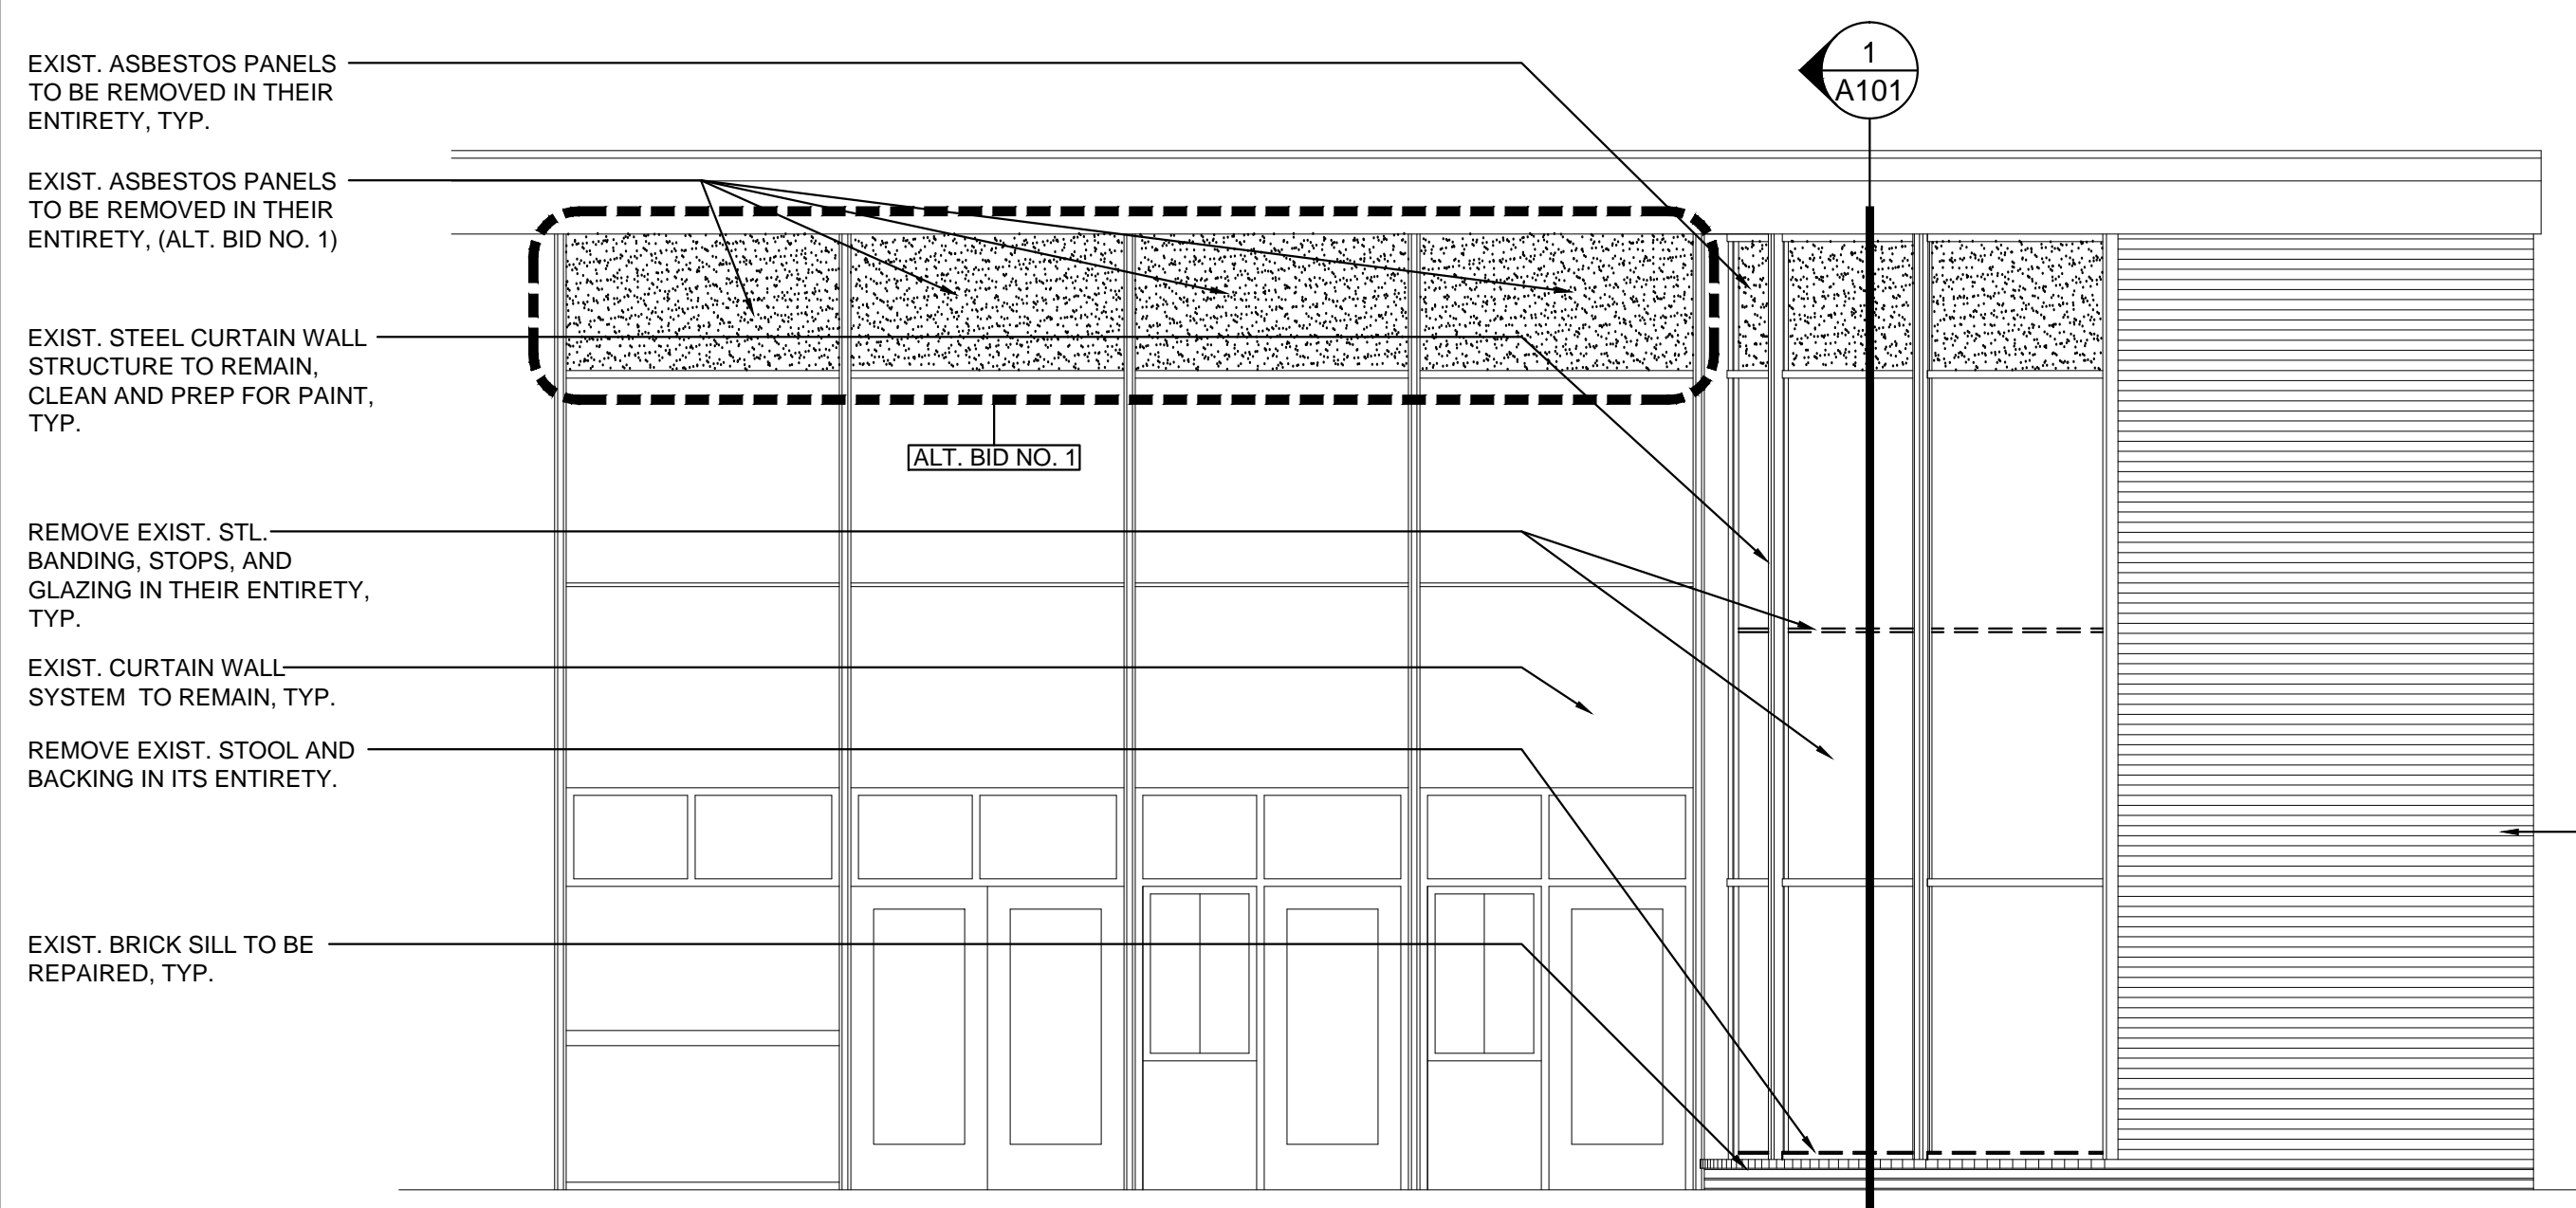 EXIST. ASBESTOS PANELS
TO BE REMOVED IN THEIR
ENTIRETY, TYP.
EXIST. ASBESTOS PANELS
TO BE REMOVED IN THEIR
ENTIRETY, (ALT. BID NO. 1)
EXIST. STEEL CURTAIN WALL
STRUCTURE TO REMAIN,
CLEAN AND PREP FOR PAINT,
TYP.
REMOVE EXIST. STL.
BANDING, STOPS, AND
GLAZING IN THEIR ENTIRETY,
TYP.
EXIST. CURTAIN WALL
SYSTEM TO REMAIN, TYP.
REMOVE EXIST. STOOL AND
BACKING IN ITS ENTIRETY.
EXIST. BRICK SILL TO BE
REPAIRED, TYP.
ALT. BID NO. 1
1
A101